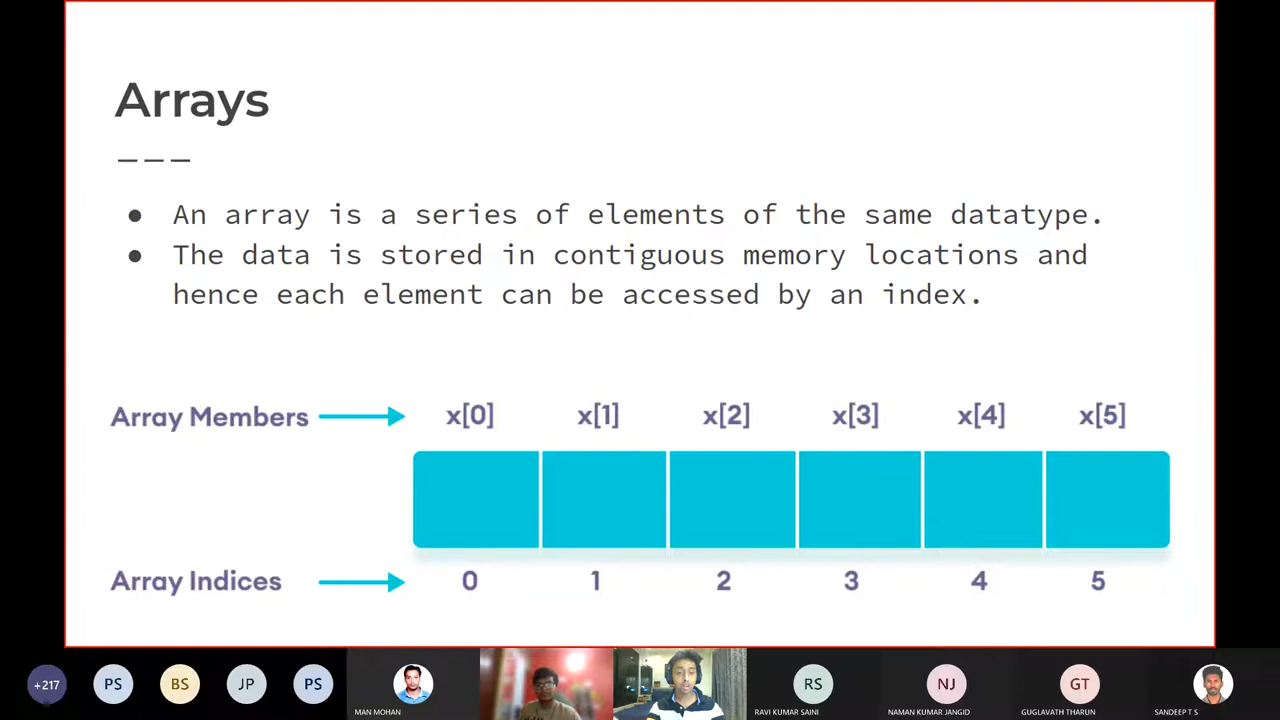 Arrays
---
● An array is a series of elements of the same datatype.
● The data is stored in contiguous memory locations and
hence each element can be accessed by an index.
Array Members x[0] x[1] x[2] x[3] x[4] x[5]
Array Indices 0 1 2 3 4 5
+217 PS BS JP PS RS NJ GT
MAN MOHAN RAVI KUMAR SAINI NAMAN KUMAR JANGID GUGLAVATH THARUN SANDEEP T S